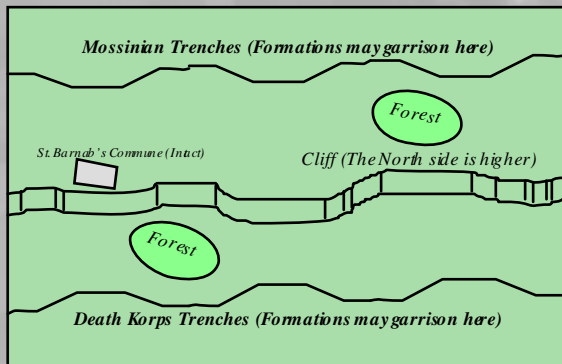 Mossinian Trenches (Formations may garrison here)
Forest
St. Barnab's Commune (Intact)
Cliff (The North side is higher)
Forest
Death Korps Trenches (Formations may garrison here)